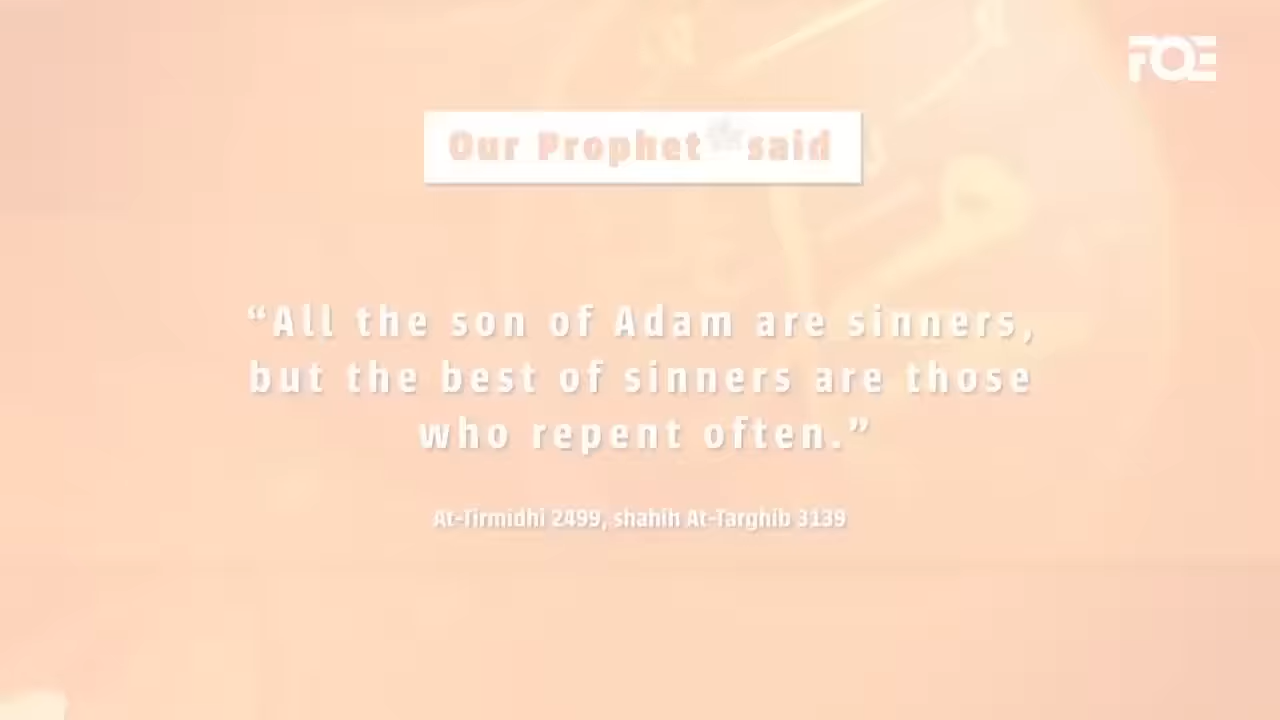 FOE
Our Prophet said
“All the son of Adam are sinners,
but the best of sinners are those
who repent often.”
At-Tirmidhi 2499, shahih At-Targhib 3139